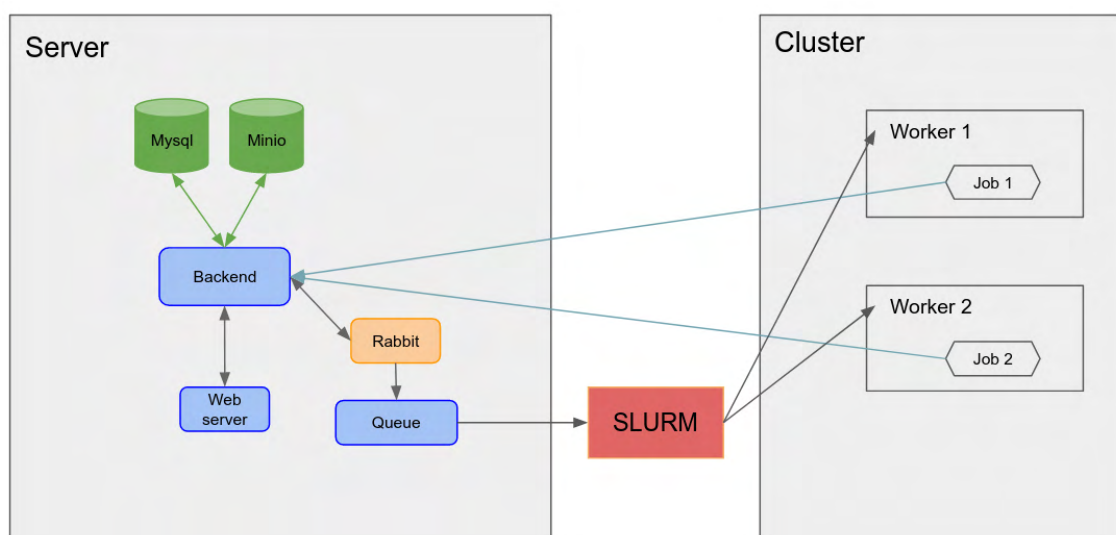 Server
Cluster
Mysql
Minio
Worker 1
Job 1
Backend
Worker 2
Rabbit
Job 2
Web
server
Queue
SLURM